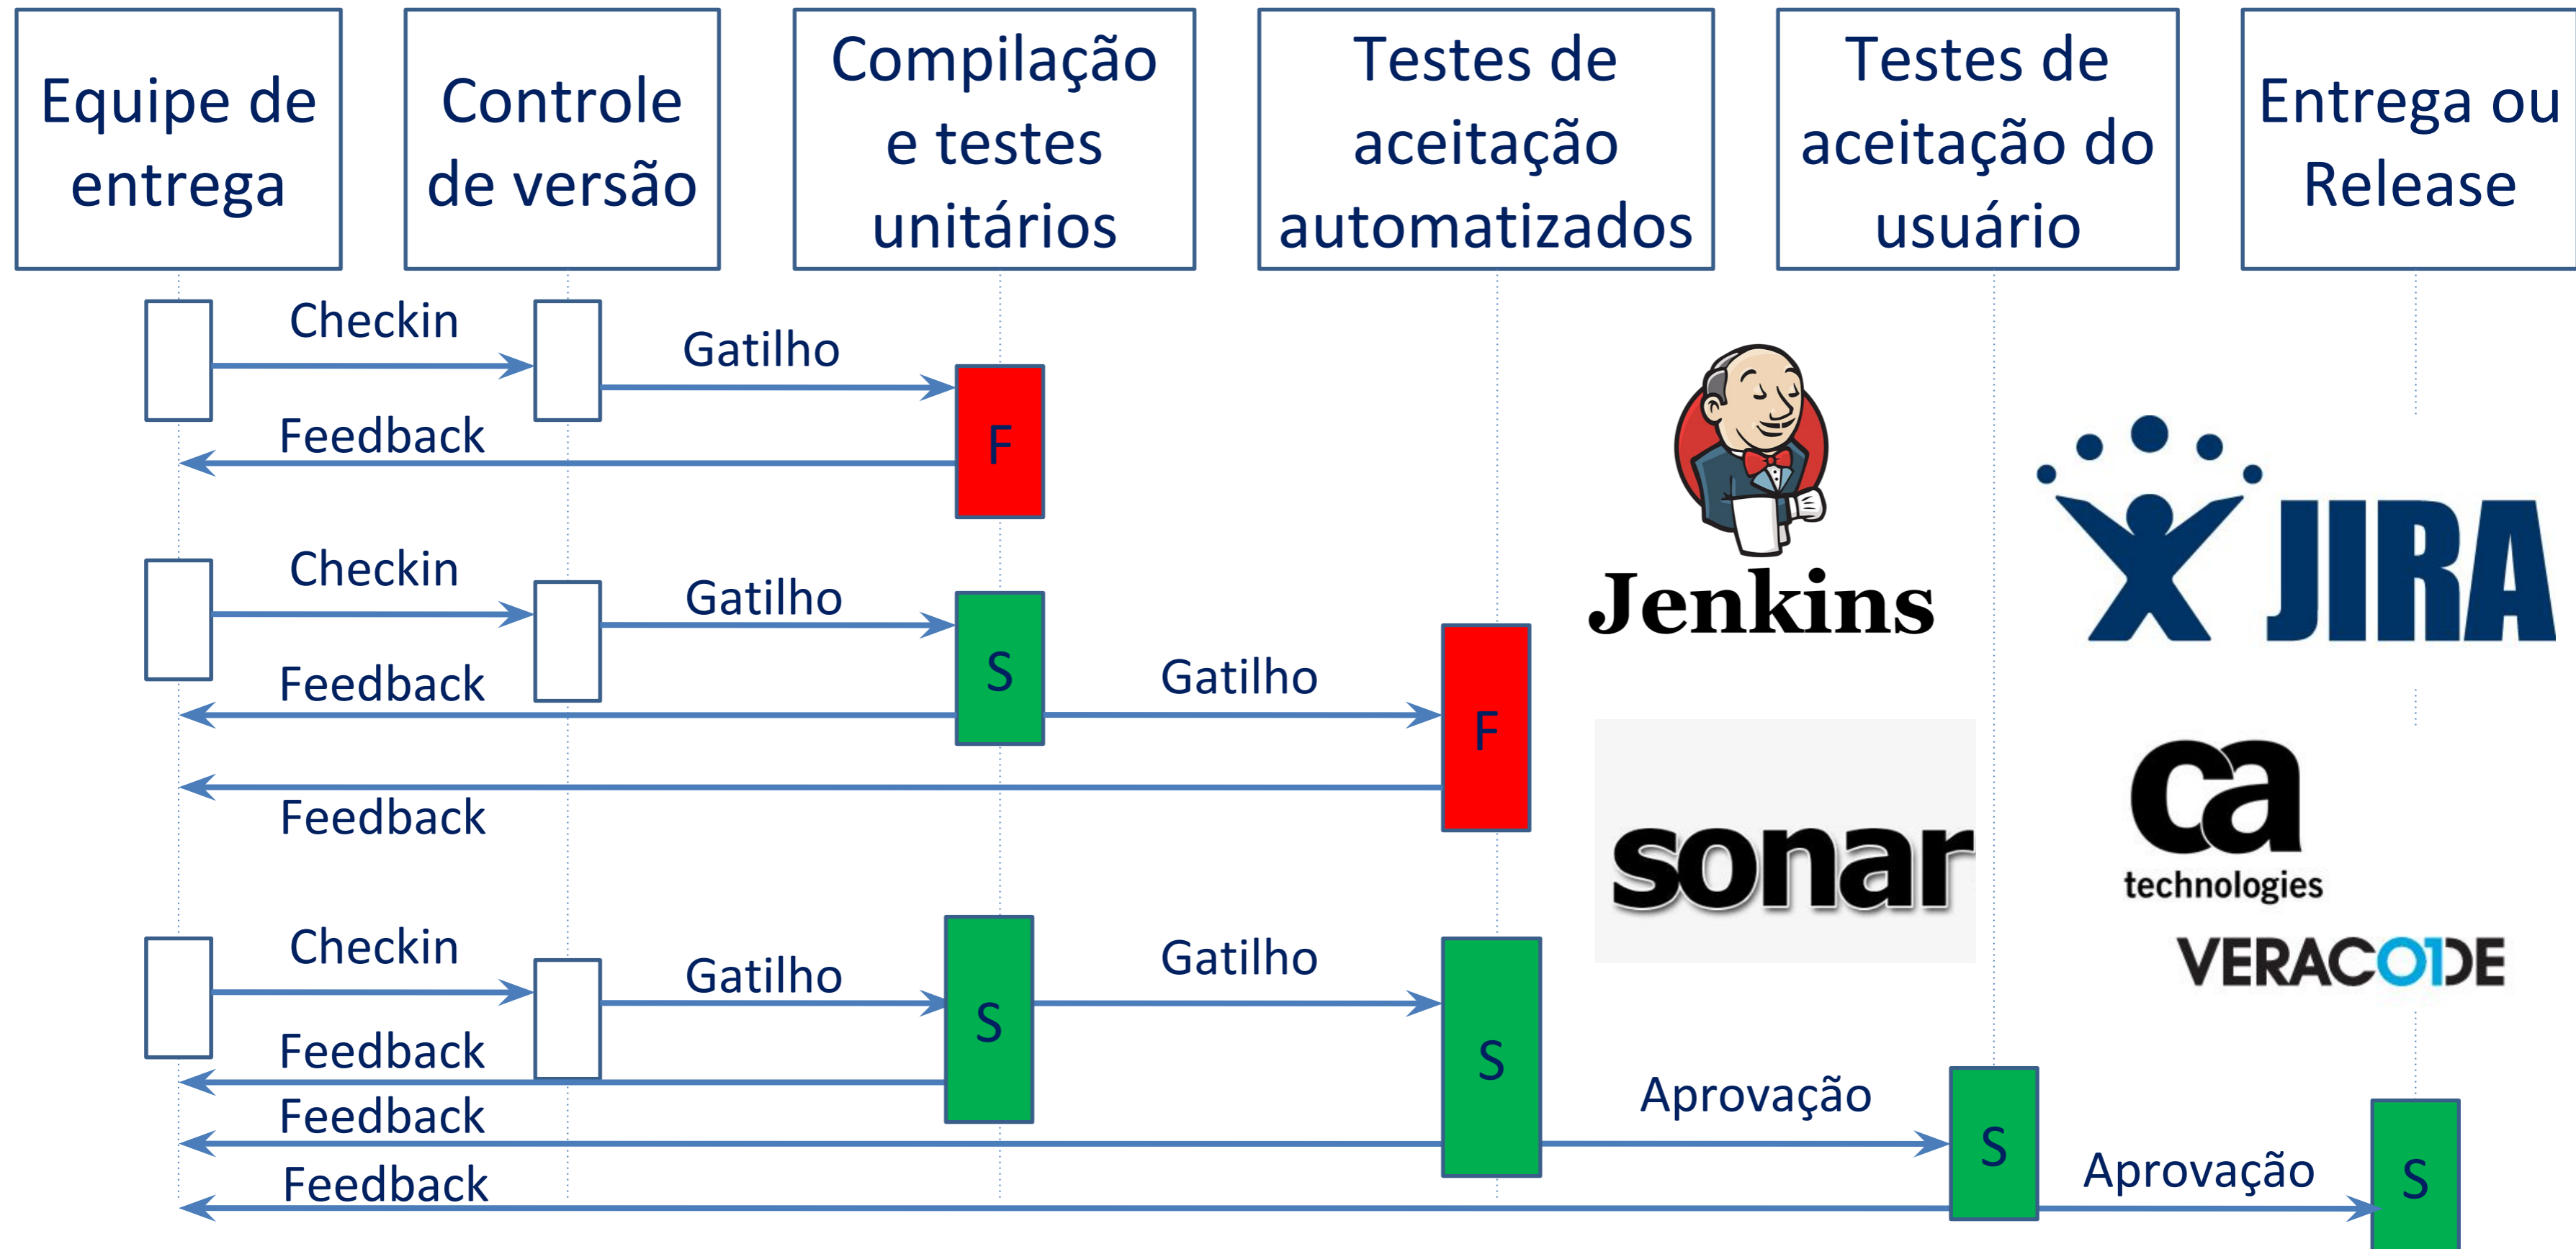 Equipe de
entrega
Controle
de versão
Compilação
e testes
unitários
Testes de
aceitação
automatizados
Testes de
aceitação do
usuário
Entrega ou
Release
Checkin
Gatilho
F
Feedback
Checkin
Gatilho
S
Feedback
Gatilho
F
Feedback
Jenkins
JIRA
sonar
ca
technologies
VERACODE
Checkin
Gatilho
S
Gatilho
S
Feedback
Feedback
Aprovação
S
Feedback
Aprovação
S